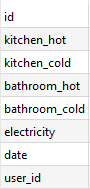 id
kitchen_hot
kitchen_cold
bathroom_hot
bathroom_cold
electricity
date
user_id